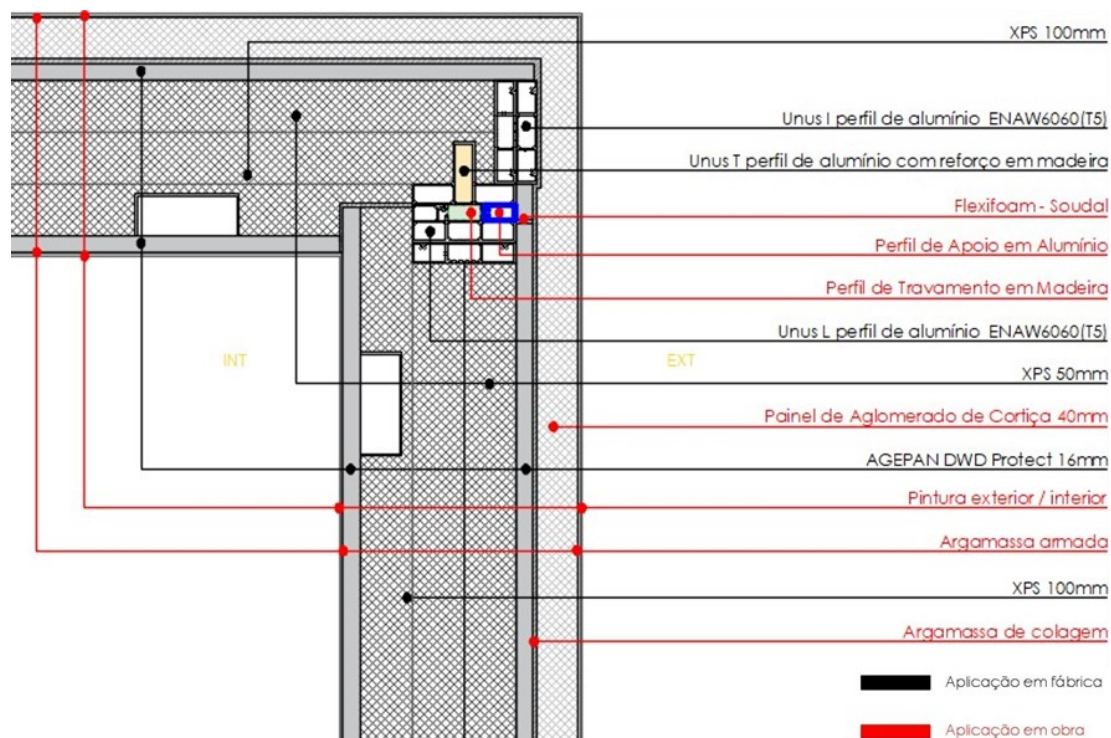 XPS 100mm
Unus I perfil de alumínio ENAW6060(T5)
Unus T perfil de alumínio com reforço em madeira
Flexifoam - Soudal
Perfil de Apoio em Alumínio
Perfil de Travamento em Madeira
Unus L perfil de alumínio ENAW6060(T5)
INT
EXT
XPS 50mm
Painel de Aglomerado de Cortiça 40mm
AGEPAN DWD Protect 16mm
Pintura exterior / interior
Argamassa armada
XPS 100mm
Argamassa de colagem
Aplicação em fábrica
Aplicação em obra